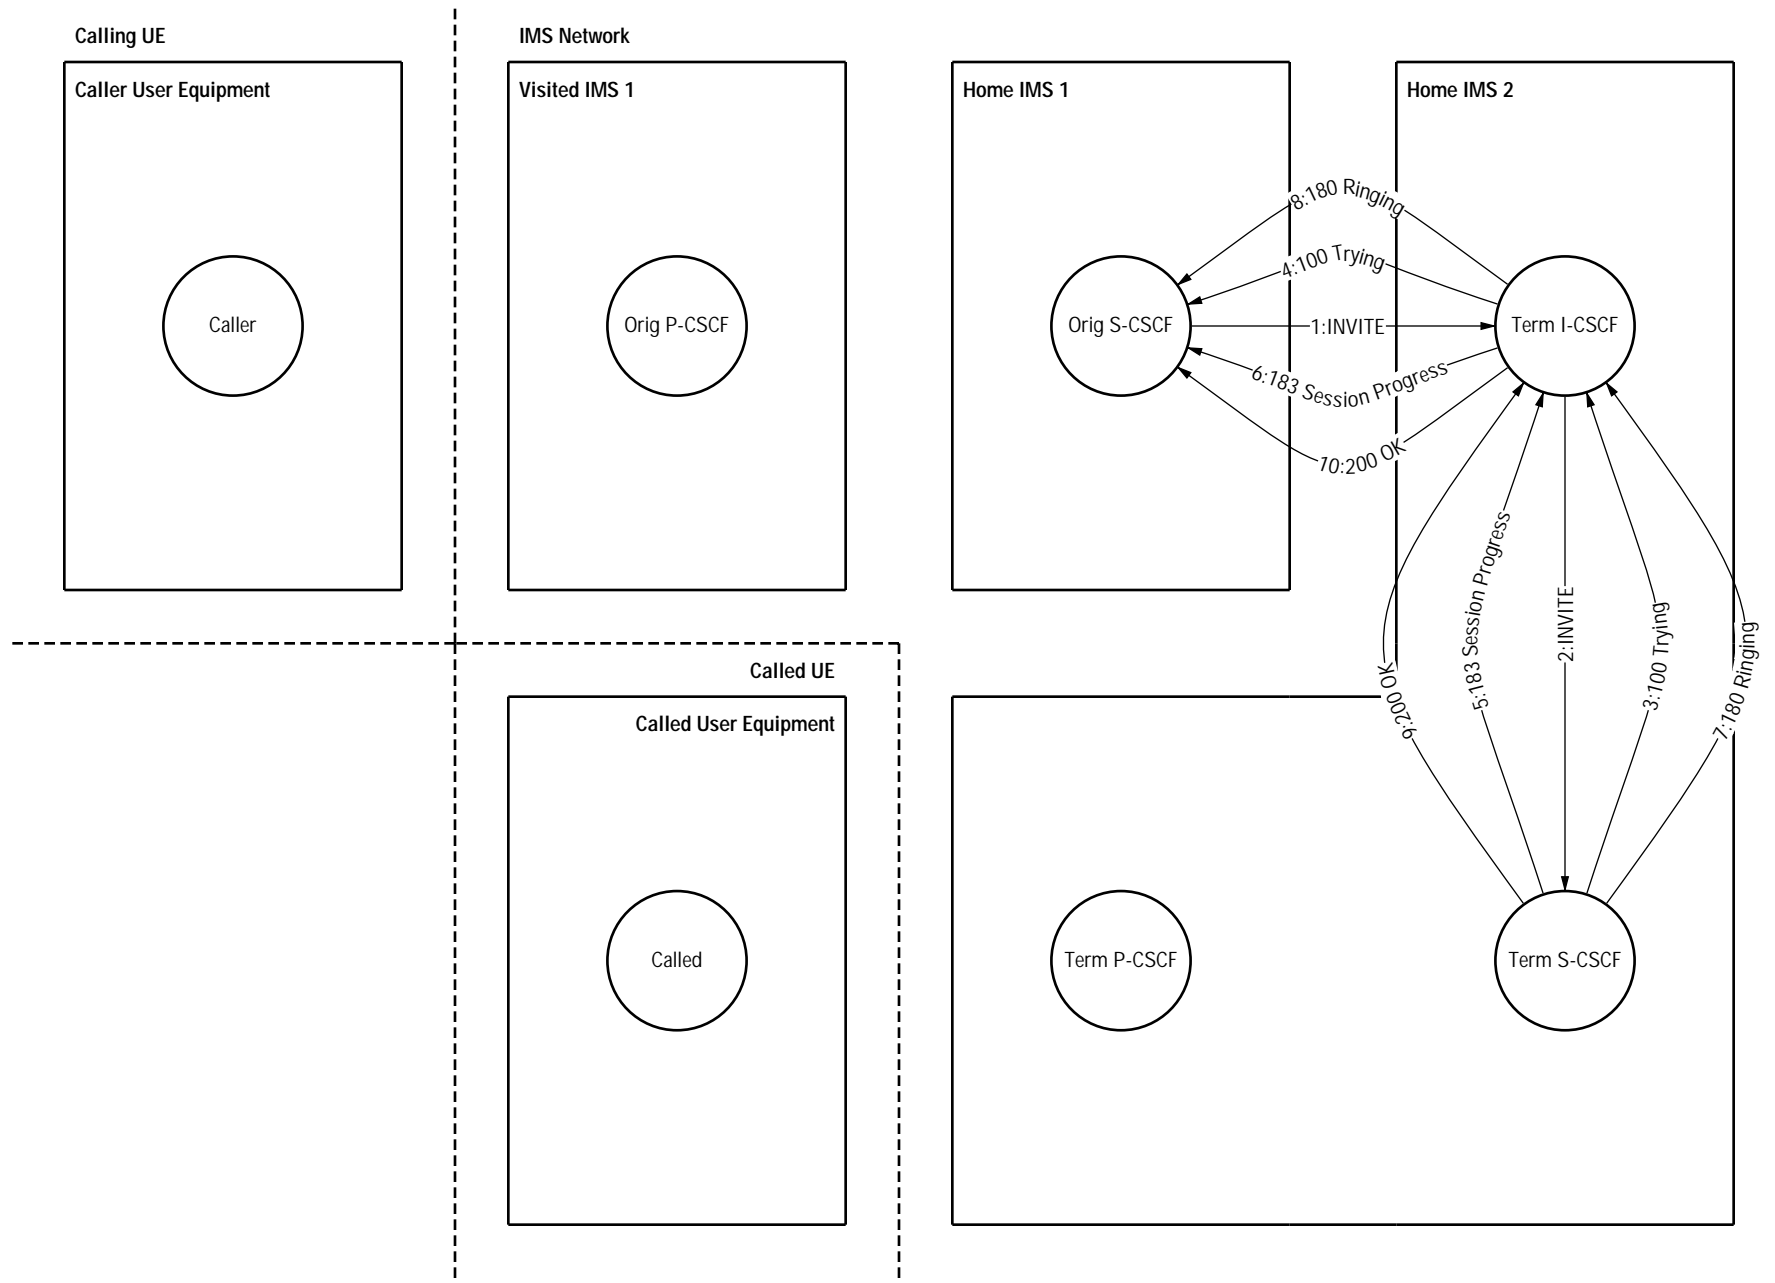 Calling UE
IMS Network
Caller User Equipment
Visited IMS 1
Home IMS 1
Home IMS 2
8:180 Ringing
4:100 Trying
Caller
Orig P-CSCF
Orig S-CSCF
1:INVITE
Term I-CSCF
6:183 Session Progress
10:200 OK
9:200 OK
5:183 Session Progress
2:INVITE
3:100 Trying
7:180 Ringing
Called UE
Called User Equipment
Called
Term P-CSCF
Term S-CSCF